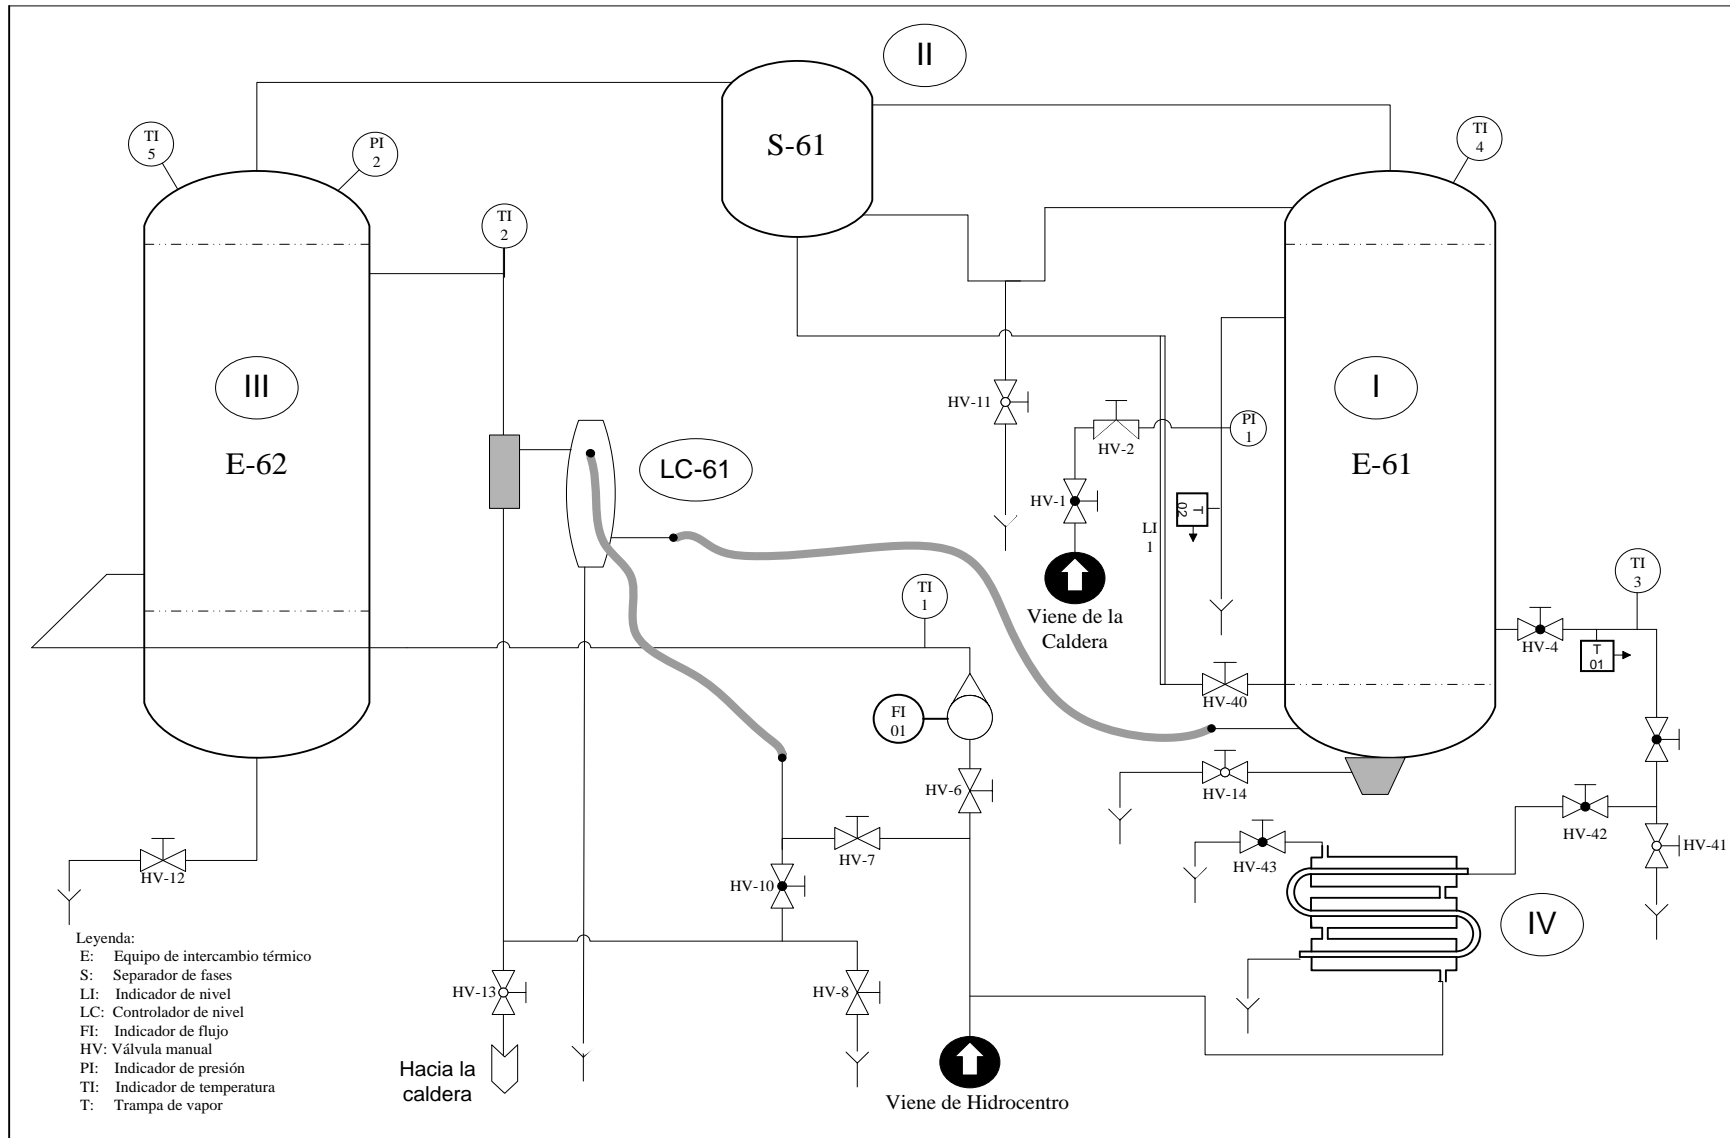 II
TI
5
PI
2
S-61
TI
4
TI
2
III
E-62
I
E-61
HV-11
HV-2
PI
1
LC-61
HV-1
T
02
LI
1
Viene de la
Caldera
TI
1
TI
3
HV-4
T
01
HV-40
FI
01
HV-14
HV-6
HV-42
HV-7
HV-43
HV-41
HV-12
HV-10
IV
HV-13
HV-8
Hacia la
caldera
Viene de Hidrocentro
Leyenda:
E: Equipo de intercambio térmico
S: Separador de fases
LI: Indicador de nivel
LC: Controlador de nivel
FI: Indicador de flujo
HV: Válvula manual
PI: Indicador de presión
TI: Indicador de temperatura
T: Trampa de vapor